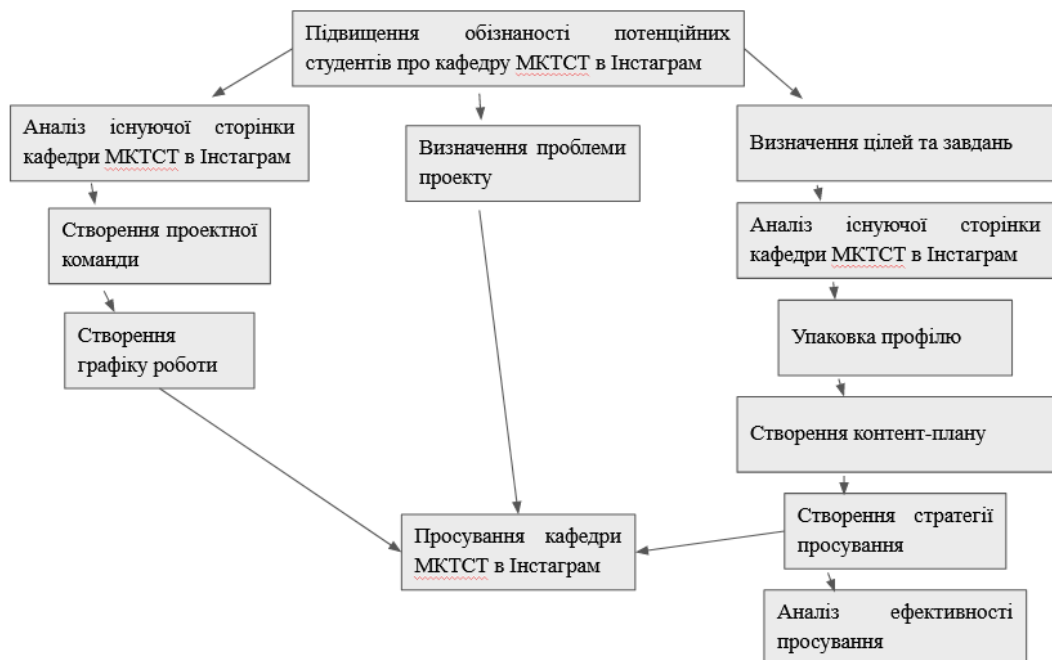 Підвищення обізнаності потенційних
студентів про кафедру МКТСТ в Інстаграм
Аналіз існуючої сторінки
кафедри МКТСТ в Інстаграм
Визначення проблеми
проекту
Визначення цілей та завдань
Створення проектної
команди
Аналіз існуючої сторінки
кафедри МКТСТ в Інстаграм
Створення
графіку роботи
Упаковка профілю
Створення контент-плану
Просування кафедри
МКТСТ в Інстаграм
Створення стратегії
просування
Аналіз ефективності
просування